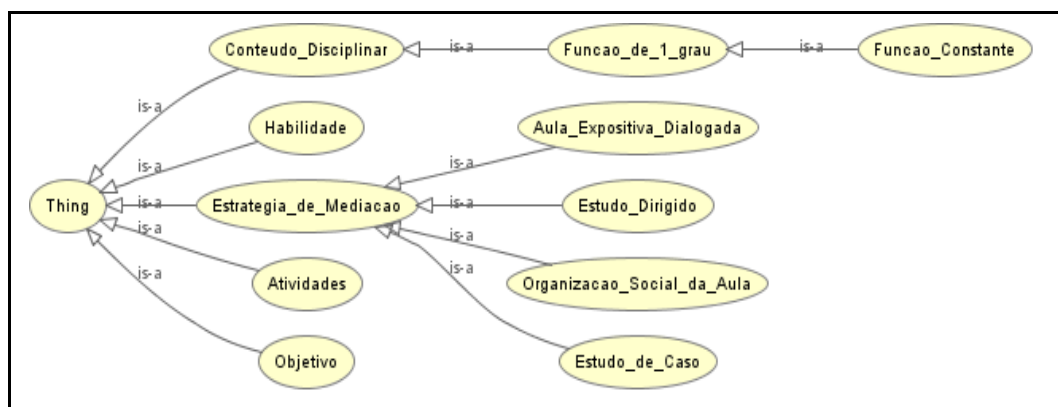 Conteudo_Disciplinar
is-a
Funcao_de_1_grau
is-a
Funcao_Constante
is-a
Habilidade
Aula_Expositiva_Dialogada
is-a
is-a
Thing
is-a
Estrategia_de_Mediacao
is-a
Estudo_Dirigido
is-a
is-a
Atividades
is-a
Organizacao_Social_da_Aula
is-a
is-a
Objetivo
Estudo_de_Caso